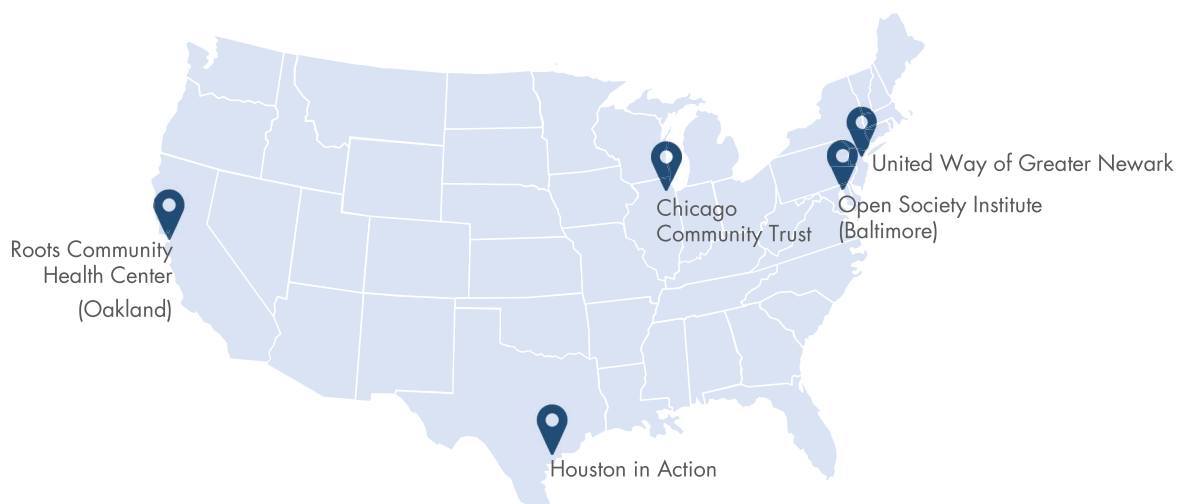 United Way of Greater Newark
Chicago
Community Trust
Open Society Institute
(Baltimore)
Roots Community
Health Center
(Oakland)
Houston in Action